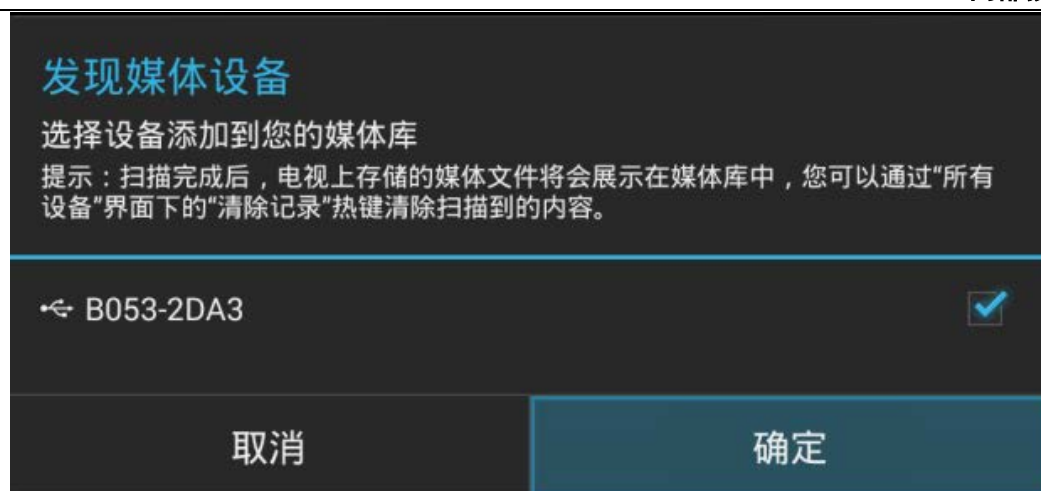 发现媒体设备
选择设备添加到您的媒体库
提示：扫描完成后，电视上存储的媒体文件将会展示在媒体库中，您可以通过“所有
设备”界面下的“清除记录”热键清除扫描到的内容。
B053-2DA3
取消
确定